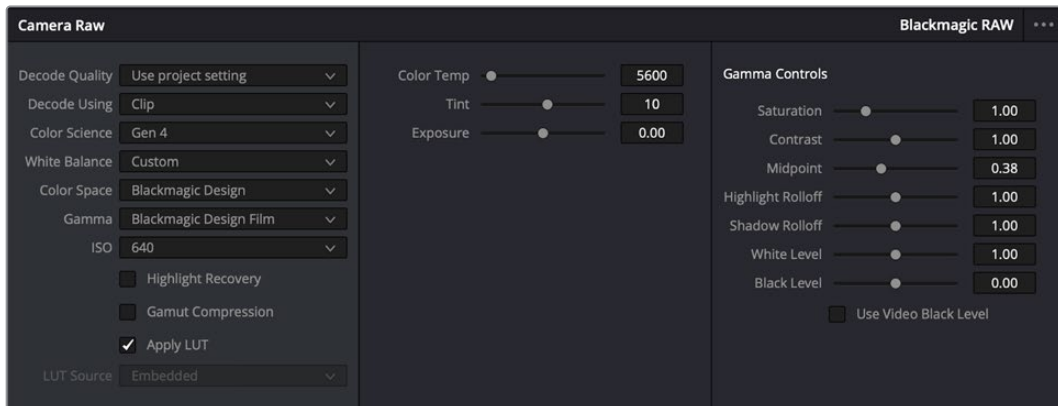 Camera Raw
Blackmagic RAW
Decode Quality Use project setting
Decode Using Clip
Color Science Gen 4
White Balance Custom
Color Space Blackmagic Design
Gamma Blackmagic Design Film
ISO 640
Highlight Recovery
Gamut Compression
Apply LUT
LUT Source Embedded
Color Temp 5600
Tint 10
Exposure 0.00
Gamma Controls
Saturation 1.00
Contrast 1.00
Midpoint 0.38
Highlight Rolloff 1.00
Shadow Rolloff 1.00
White Level 1.00
Black Level 0.00
Use Video Black Level